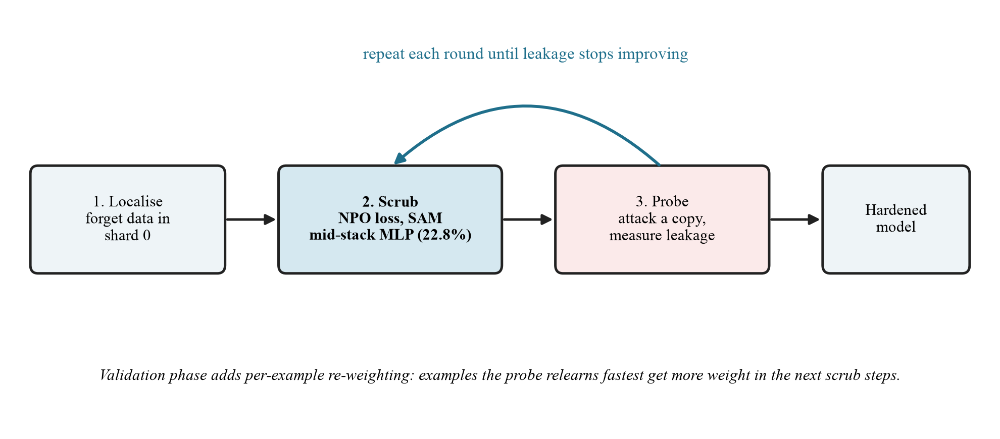 repeat each round until leakage stops improving
1. Localise
forget data in
shard 0
2. Scrub
NPO loss, SAM
mid-stack MLP (22.8%)
3. Probe
attack a copy,
measure leakage
Hardened
model
Validation phase adds per-example re-weighting: examples the probe relearns fastest get more weight in the next scrub steps.